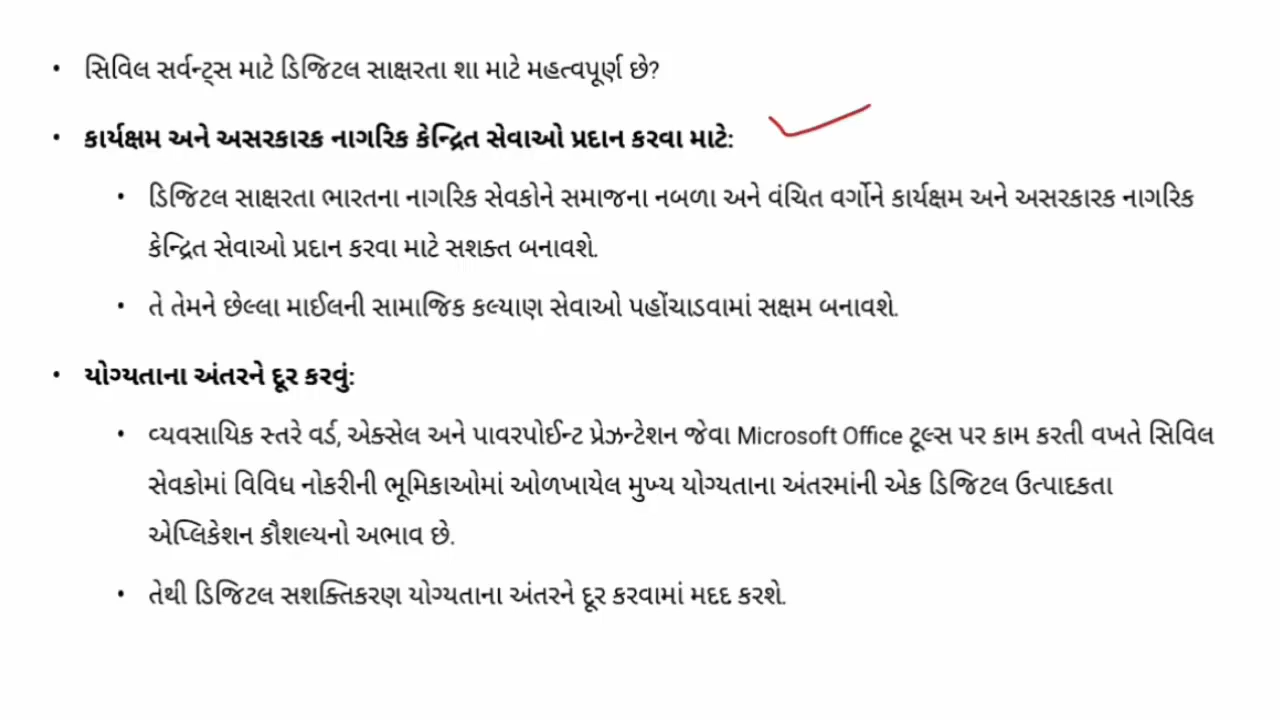 • સિવિલ સર્વન્ટ્સ માટે ડિજિટલ સાક્ષરતા શા માટે મહત્વપૂર્ણ છે?
• કાર્યક્ષમ અને અસરકારક નાગરિક કેન્દ્રિત સેવાઓ પ્રદાન કરવા માટે:
• ડિજિટલ સાક્ષરતા ભારતના નાગરિક સેવકોને સમાજના નબળા અને વંચિત વર્ગોને કાર્યક્ષમ અને અસરકારક નાગરિક
કેન્દ્રિત સેવાઓ પ્રદાન કરવા માટે સશક્ત બનાવશે.
• તે તેમને છેલ્લા માઈલની સામાજિક કલ્યાણ સેવાઓ પહોંચાડવામાં સક્ષમ બનાવશે.
• યોગ્યતાના અંતરને દૂર કરવું:
• વ્યવસાયિક સ્તરે વર્ડ, એક્સેલ અને પાવરપોઈન્ટ પ્રેઝન્ટેશન જેવા Microsoft Office ટૂલ્સ પર કામ કરતી વખતે સિવિલ
સેવકોમાં વિવિધ નોકરીની ભૂમિકાઓમાં ઓળખાયેલ મુખ્ય યોગ્યતાના અંતરમાંની એક ડિજિટલ ઉત્પાદકતા
એપ્લિકેશન કૌશલ્યનો અભાવ છે.
• તેથી ડિજિટલ સશક્તિકરણ યોગ્યતાના અંતરને દૂર કરવામાં મદદ કરશે.